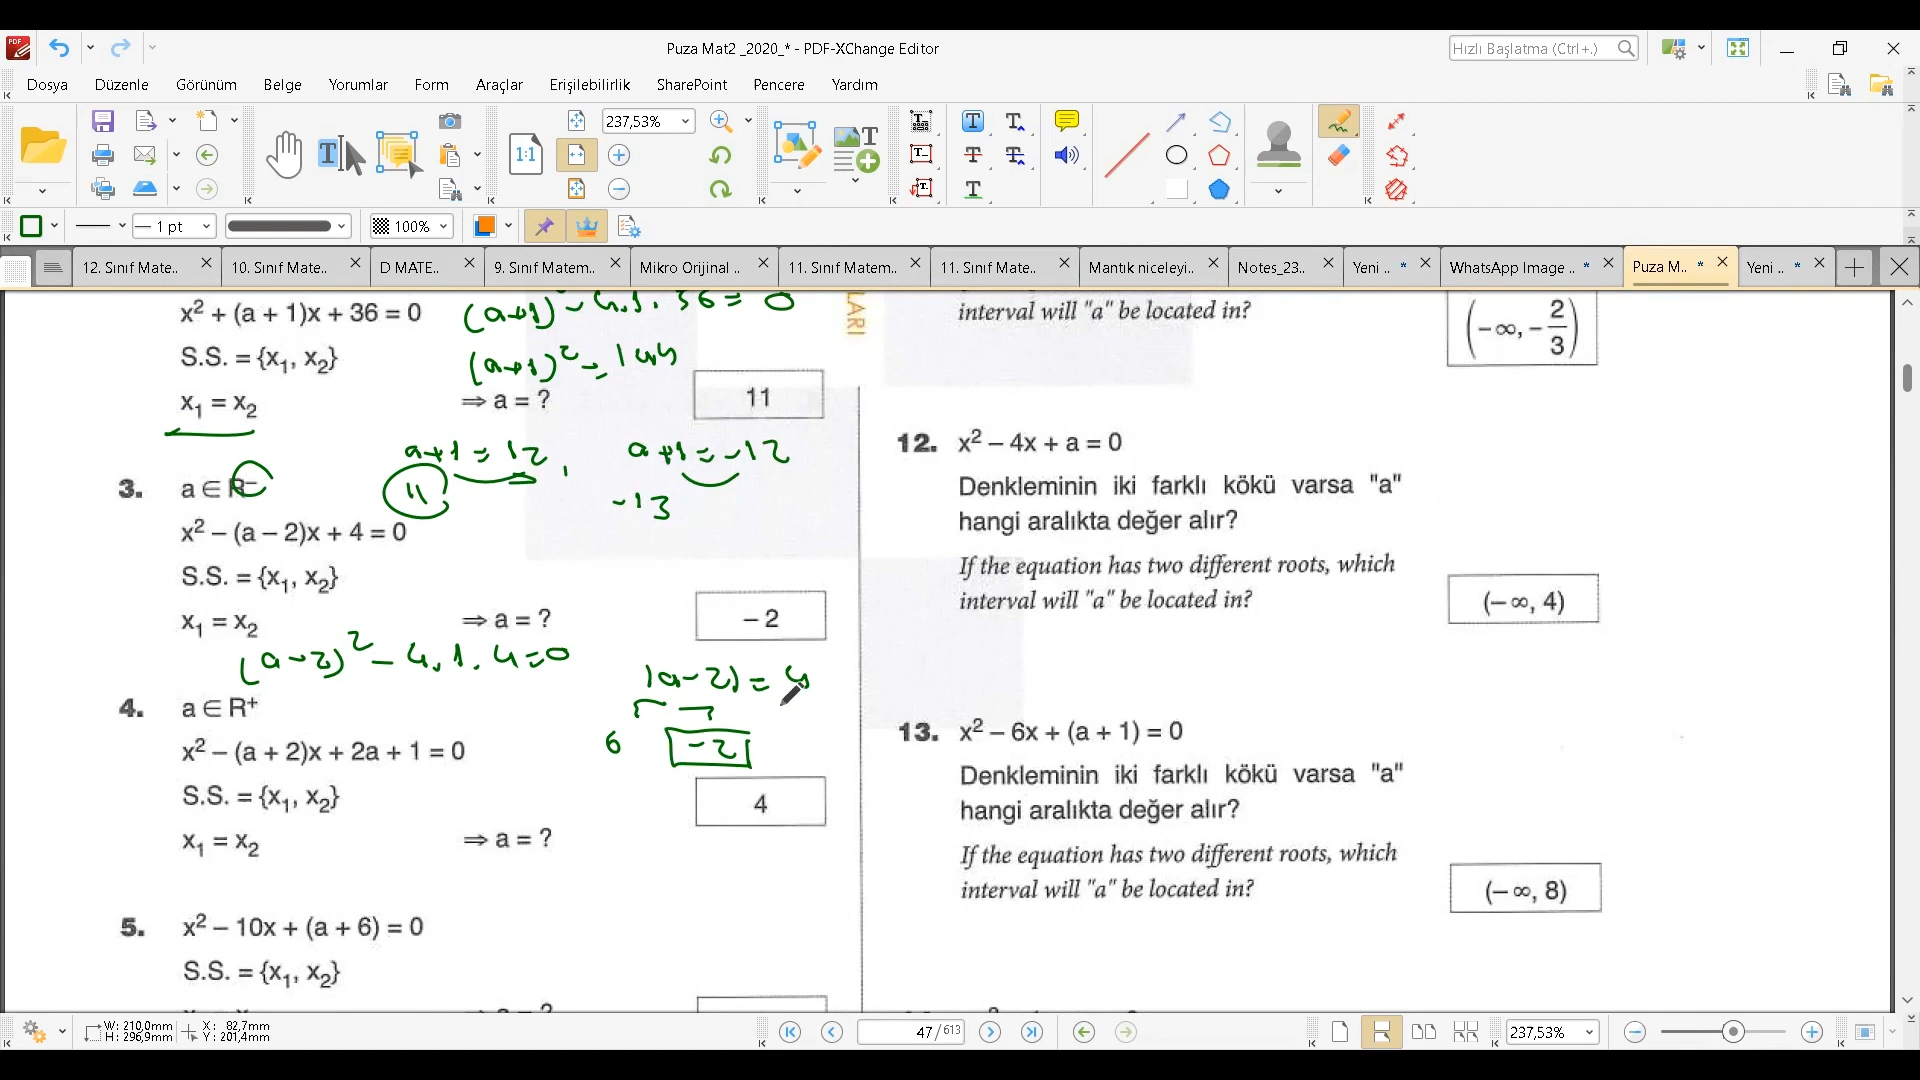 Puza Mat2 _2020_* - PDF-XChange Editor
Hızlı Başlatma (Ctrl+.)
Dosya Düzenle Görünüm Belge Yorumlar Form Araçlar Erişilebilirlik SharePoint Pencere Yardım
237,53%
1:1
1 pt
100%
12. Sınıf Mate..
10. Sınıf Mate..
D MATE..
9. Sınıf Matem..
Mikro Orijinal ..
11. Sınıf Matem..
11. Sınıf Mate..
Mantık niceleyi..
Notes_23..
Yeni .. *
WhatsApp Image .. *
Puza M.. *
Yeni .. *
x² + (a + 1)x + 36 = 0
(a+1)² - 4.1.36 = 0
S.S. = {x₁, x₂}
(a+1)² = 144
x₁ = x₂ ⇒ a = ?
11
a+1 = 12, a+1 = -12
11
-13
3. a ∈ R⁻
x² – (a – 2)x + 4 = 0
S.S. = {x₁, x₂}
x₁ = x₂ ⇒ a = ?
– 2
(a-2)² - 4.1.4=0
|a-2| = 4
6 -2
4. a ∈ R⁺
x² – (a + 2)x + 2a + 1 = 0
S.S. = {x₁, x₂}
x₁ = x₂ ⇒ a = ?
4
5. x² – 10x + (a + 6) = 0
S.S. = {x₁, x₂}
LARI
interval will "a" be located in?
(–∞, –2/3)
12. x² – 4x + a = 0
Denkleminin iki farklı kökü varsa "a"
hangi aralıkta değer alır?
If the equation has two different roots, which
interval will "a" be located in?
(– ∞, 4)
13. x² – 6x + (a + 1) = 0
Denkleminin iki farklı kökü varsa "a"
hangi aralıkta değer alır?
If the equation has two different roots, which
interval will "a" be located in?
(– ∞, 8)
W: 210,0mm
H: 296,9mm
X: 82,7mm
Y: 201,4mm
47 / 613
237,53%